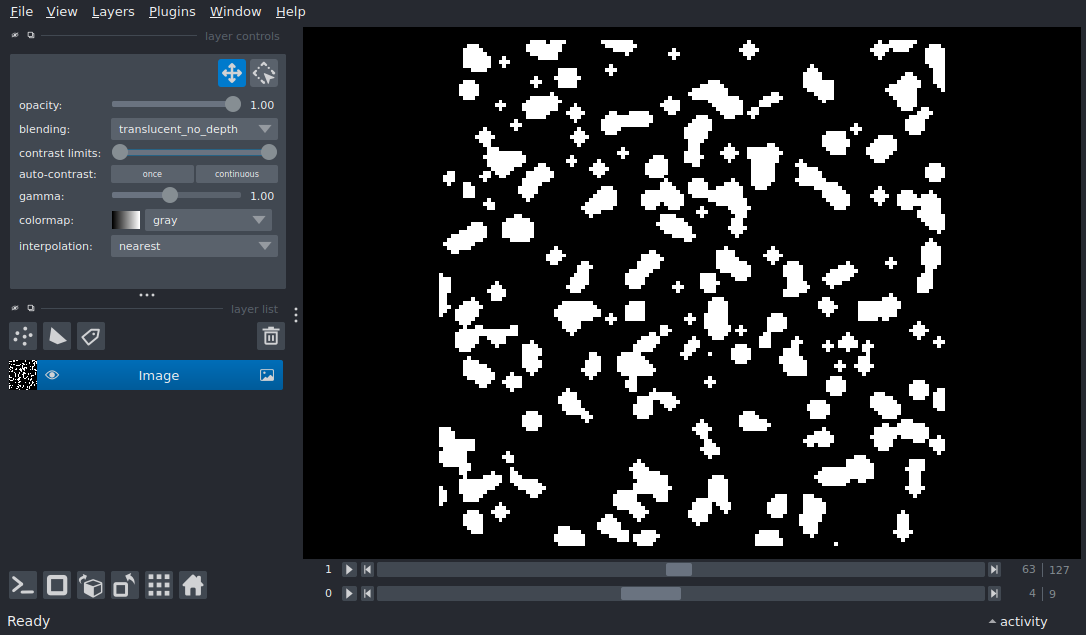 File View Layers Plugins Window Help
layer controls
opacity: 1.00
blending: translucent_no_depth
contrast limits:
auto-contrast: once continuous
gamma: 1.00
colormap: gray
interpolation: nearest
layer list
Image
1 63 127
0 4 9
Ready activity